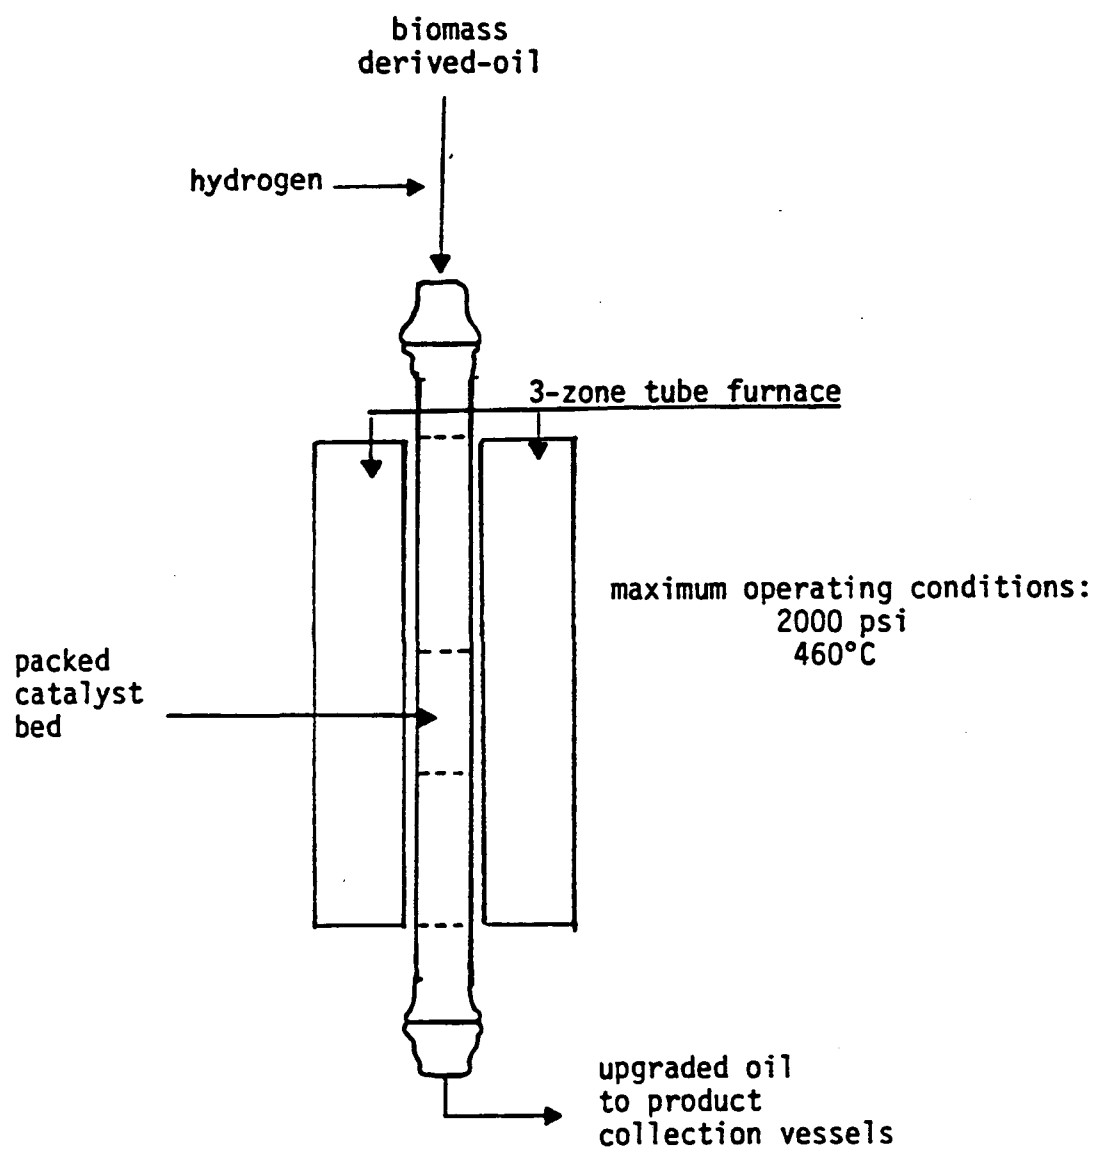 biomass
derived-oil
hydrogen
3-zone tube furnace
maximum operating conditions:
2000 psi
460°C
packed
catalyst
bed
upgraded oil
to product
collection vessels